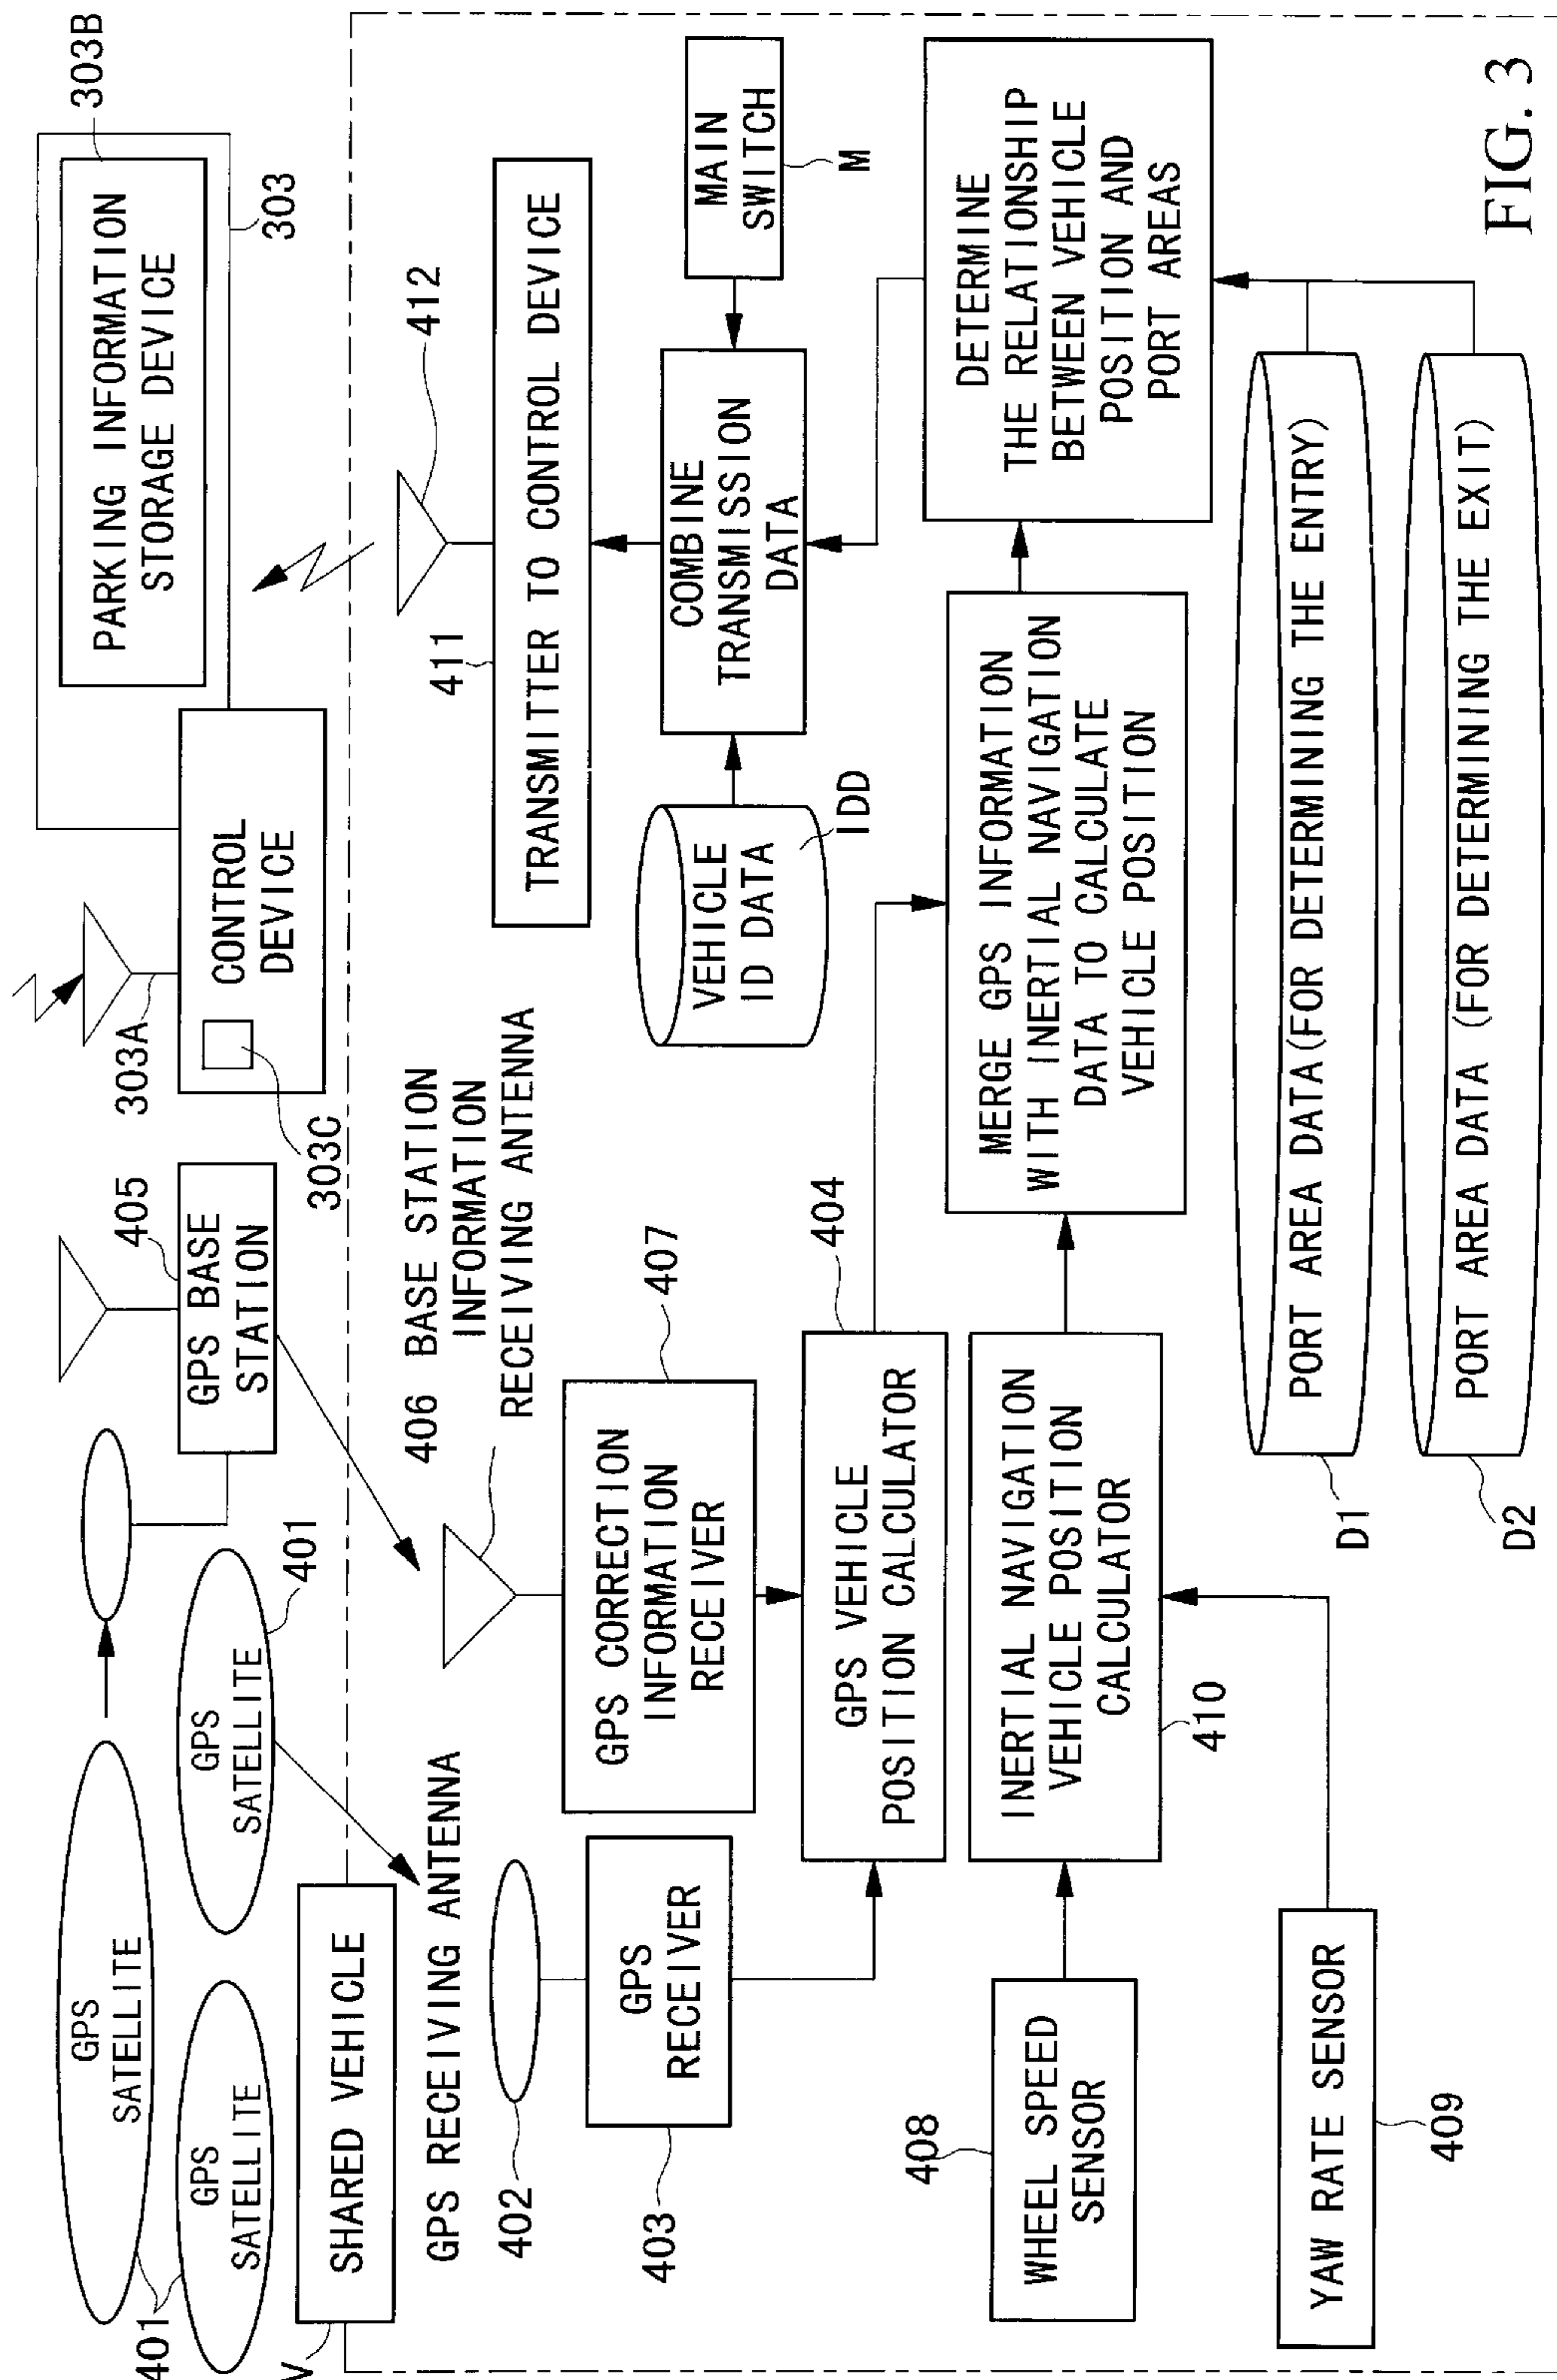 GPS
SATELLITE
401
GPS
SATELLITE
GPS
SATELLITE
401
GPS BASE
STATION
405
303A
CONTROL
DEVICE
303C
PARKING INFORMATION
STORAGE DEVICE
303B
303
V
SHARED VEHICLE
GPS RECEIVING ANTENNA
402
GPS
RECEIVER
403
406 BASE STATION
INFORMATION
RECEIVING ANTENNA
GPS CORRECTION
INFORMATION
RECEIVER
407
GPS VEHICLE
POSITION CALCULATOR
404
411
412
TRANSMITTER TO CONTROL DEVICE
VEHICLE
ID DATA
IDD
COMBINE
TRANSMISSION
DATA
MAIN
SWITCH
M
408
WHEEL SPEED
SENSOR
INERTIAL NAVIGATION
VEHICLE POSITION
CALCULATOR
410
MERGE GPS INFORMATION
WITH INERTIAL NAVIGATION
DATA TO CALCULATE
VEHICLE POSITION
DETERMINE
THE RELATIONSHIP
BETWEEN VEHICLE
POSITION AND
PORT AREAS
YAW RATE SENSOR
409
PORT AREA DATA(FOR DETERMINING THE ENTRY)
D1
PORT AREA DATA (FOR DETERMINING THE EXIT)
D2
FIG. 3